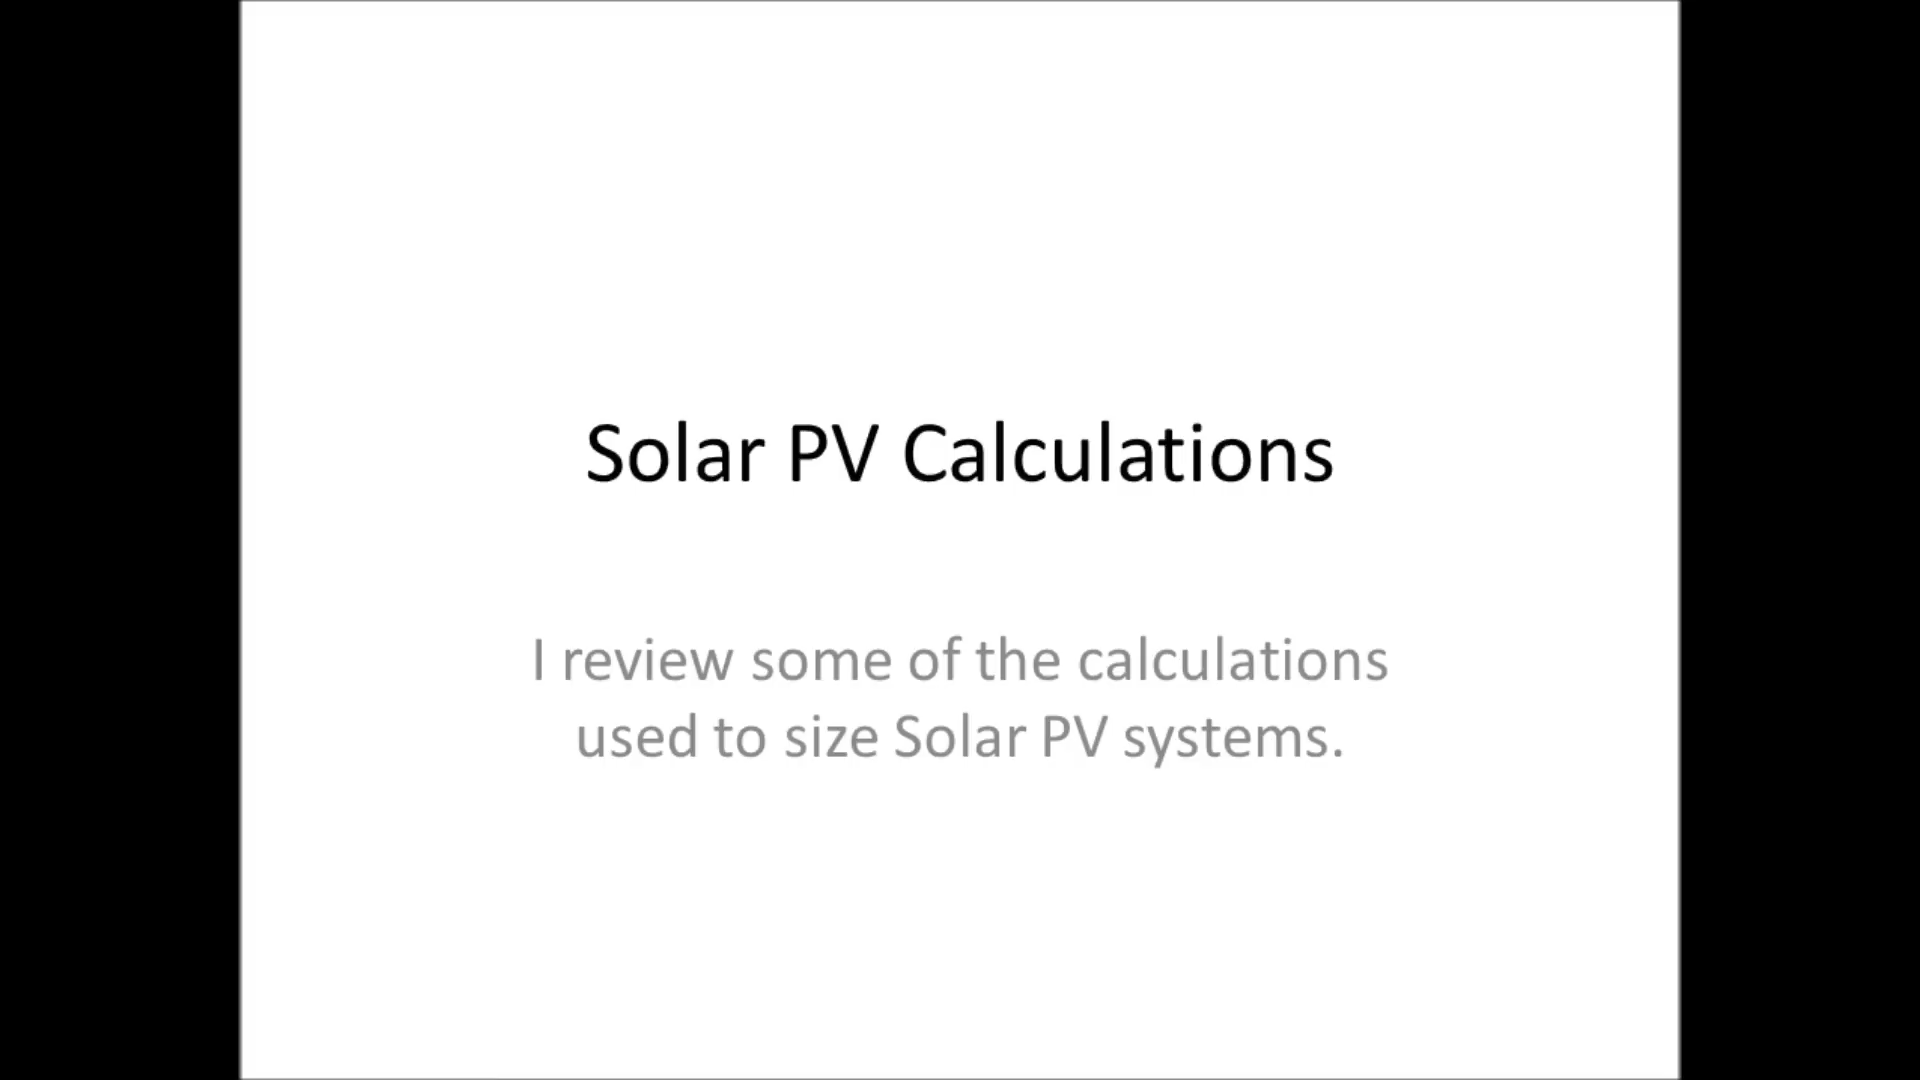 Solar PV Calculations
I review some of the calculations
used to size Solar PV systems.